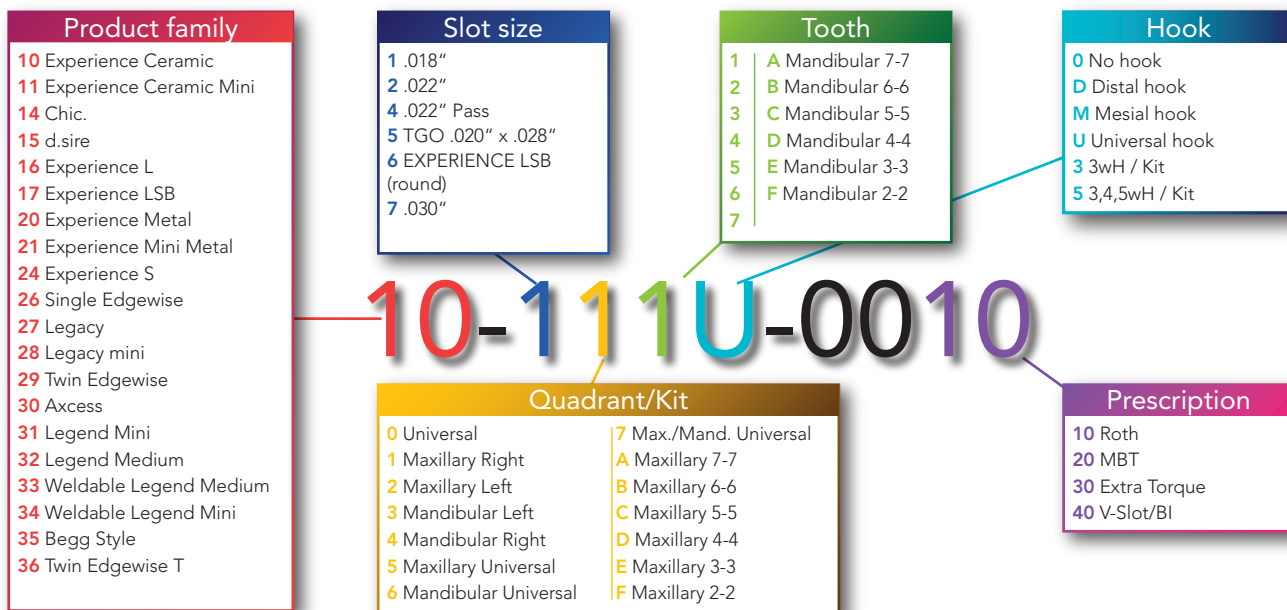 Product family
10 Experience Ceramic
11 Experience Ceramic Mini
14 Chic.
15 d.sire
16 Experience L
17 Experience LSB
20 Experience Metal
21 Experience Mini Metal
24 Experience S
26 Single Edgewise
27 Legacy
28 Legacy mini
29 Twin Edgewise
30 Axcess
31 Legend Mini
32 Legend Medium
33 Weldable Legend Medium
34 Weldable Legend Mini
35 Begg Style
36 Twin Edgewise T
Slot size
1 .018“
2 .022“
4 .022“ Pass
5 TGO .020“ x .028“
6 EXPERIENCE LSB
(round)
7 .030“
Tooth
1 A Mandibular 7-7
2 B Mandibular 6-6
3 C Mandibular 5-5
4 D Mandibular 4-4
5 E Mandibular 3-3
6 F Mandibular 2-2
7
Hook
0 No hook
D Distal hook
M Mesial hook
U Universal hook
3 3wH / Kit
5 3,4,5wH / Kit
10-111U-0010
Quadrant/Kit
0 Universal
1 Maxillary Right
2 Maxillary Left
3 Mandibular Left
4 Mandibular Right
5 Maxillary Universal
6 Mandibular Universal
7 Max./Mand. Universal
A Maxillary 7-7
B Maxillary 6-6
C Maxillary 5-5
D Maxillary 4-4
E Maxillary 3-3
F Maxillary 2-2
Prescription
10 Roth
20 MBT
30 Extra Torque
40 V-Slot/BI